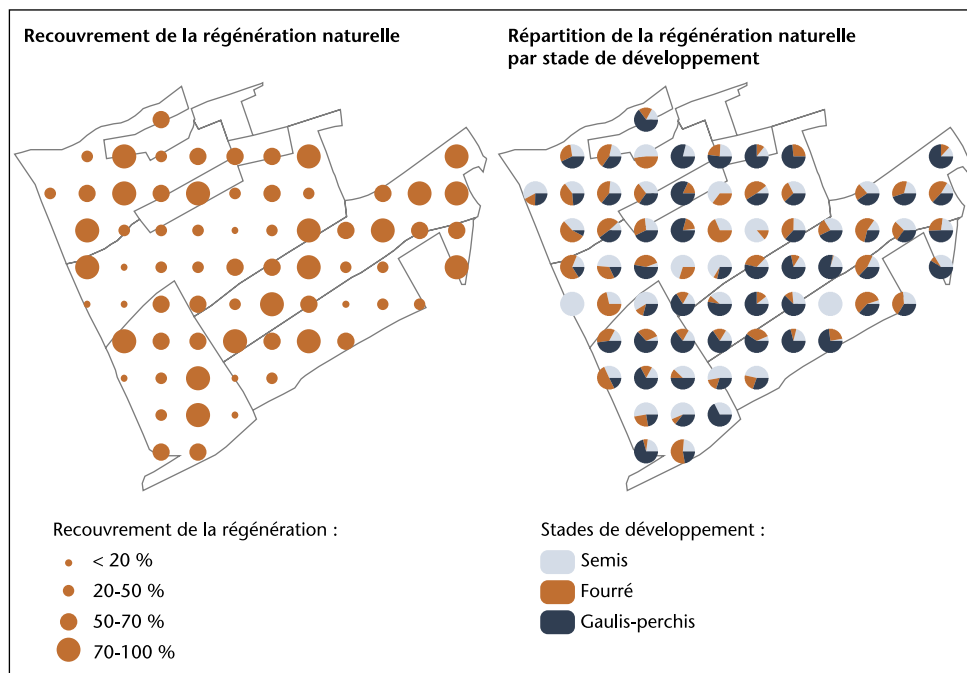 Recouvrement de la régénération naturelle
Répartition de la régénération naturelle
par stade de développement
Recouvrement de la régénération :
< 20 %
20-50 %
50-70 %
70-100 %
Stades de développement :
Semis
Fourré
Gaulis-perchis